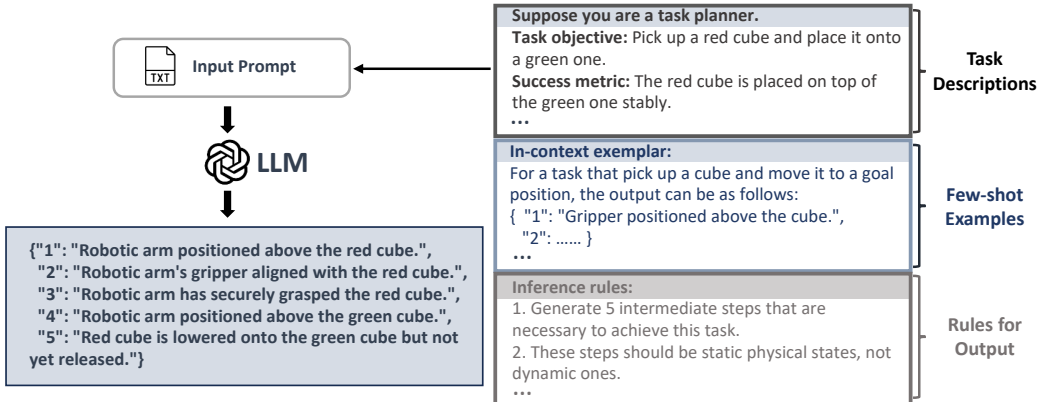 Suppose you are a task planner.
Task objective: Pick up a red cube and place it onto
a green one.
Success metric: The red cube is placed on top of
the green one stably.
...
Task
Descriptions
TXT
Input Prompt
LLM
In-context exemplar:
For a task that pick up a cube and move it to a goal
position, the output can be as follows:
{ "1": "Gripper positioned above the cube.",
"2": ...... }
...
Few-shot
Examples
{"1": "Robotic arm positioned above the red cube.",
"2": "Robotic arm's gripper aligned with the red cube.",
"3": "Robotic arm has securely grasped the red cube.",
"4": "Robotic arm positioned above the green cube.",
"5": "Red cube is lowered onto the green cube but not
yet released."}
Inference rules:
1. Generate 5 intermediate steps that are
necessary to achieve this task.
2. These steps should be static physical states, not
dynamic ones.
...
Rules for
Output